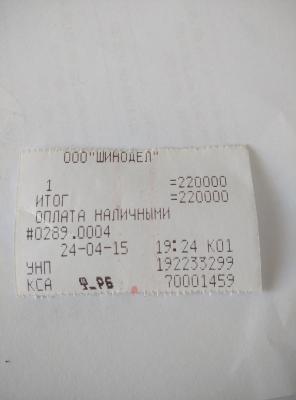 ООО"ШИНОДЕЛ"
1 =220000
ИТОГ =220000
ОПЛАТА НАЛИЧНЫМИ
#0289.0004
24-04-15 19:24 К01
УНП 192233299
КСА 70001459